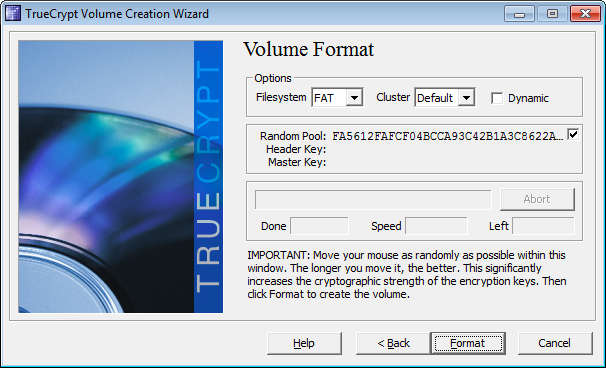 TrueCrypt Volume Creation Wizard
TRUECRYPT
Volume Format
Options
Filesystem FAT Cluster Default Dynamic
Random Pool: FA5612FAFCF04BCCA93C42B1A3C8622A...
Header Key:
Master Key:
Abort
Done Speed Left
IMPORTANT: Move your mouse as randomly as possible within this
window. The longer you move it, the better. This significantly
increases the cryptographic strength of the encryption keys. Then
click Format to create the volume.
Help < Back Format Cancel